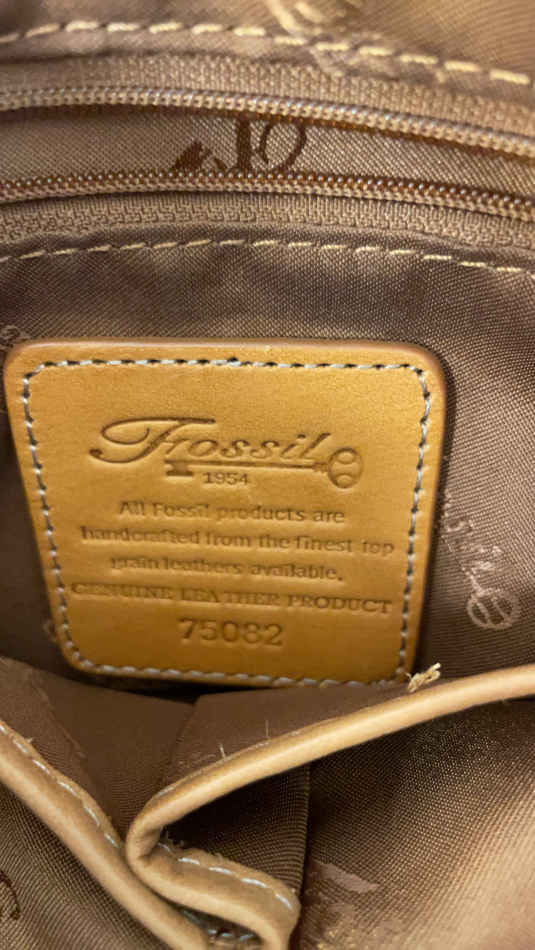 Fossil
1954
All Fossil products are
handcrafted from the finest top
grain leathers available.
GENUINE LEATHER PRODUCT
75082